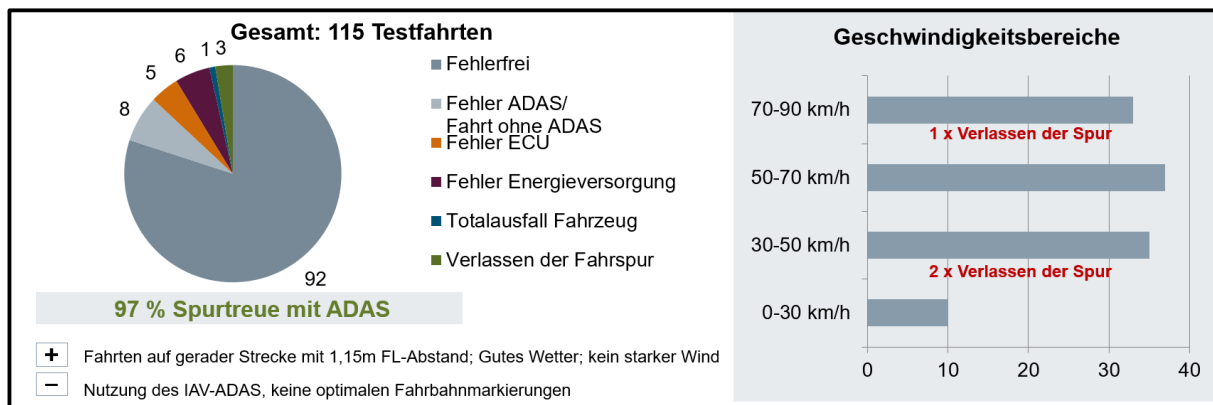 Gesamt: 115 Testfahrten
8
5
6
1
3
92
Fehlerfrei
Fehler ADAS/
Fahrt ohne ADAS
Fehler ECU
Fehler Energieversorgung
Totalausfall Fahrzeug
Verlassen der Fahrspur
97 % Spurtreue mit ADAS
+ Fahrten auf gerader Strecke mit 1,15m FL-Abstand; Gutes Wetter; kein starker Wind
− Nutzung des IAV-ADAS, keine optimalen Fahrbahnmarkierungen
Geschwindigkeitsbereiche
70-90 km/h
1 x Verlassen der Spur
50-70 km/h
30-50 km/h
2 x Verlassen der Spur
0-30 km/h
0 10 20 30 40